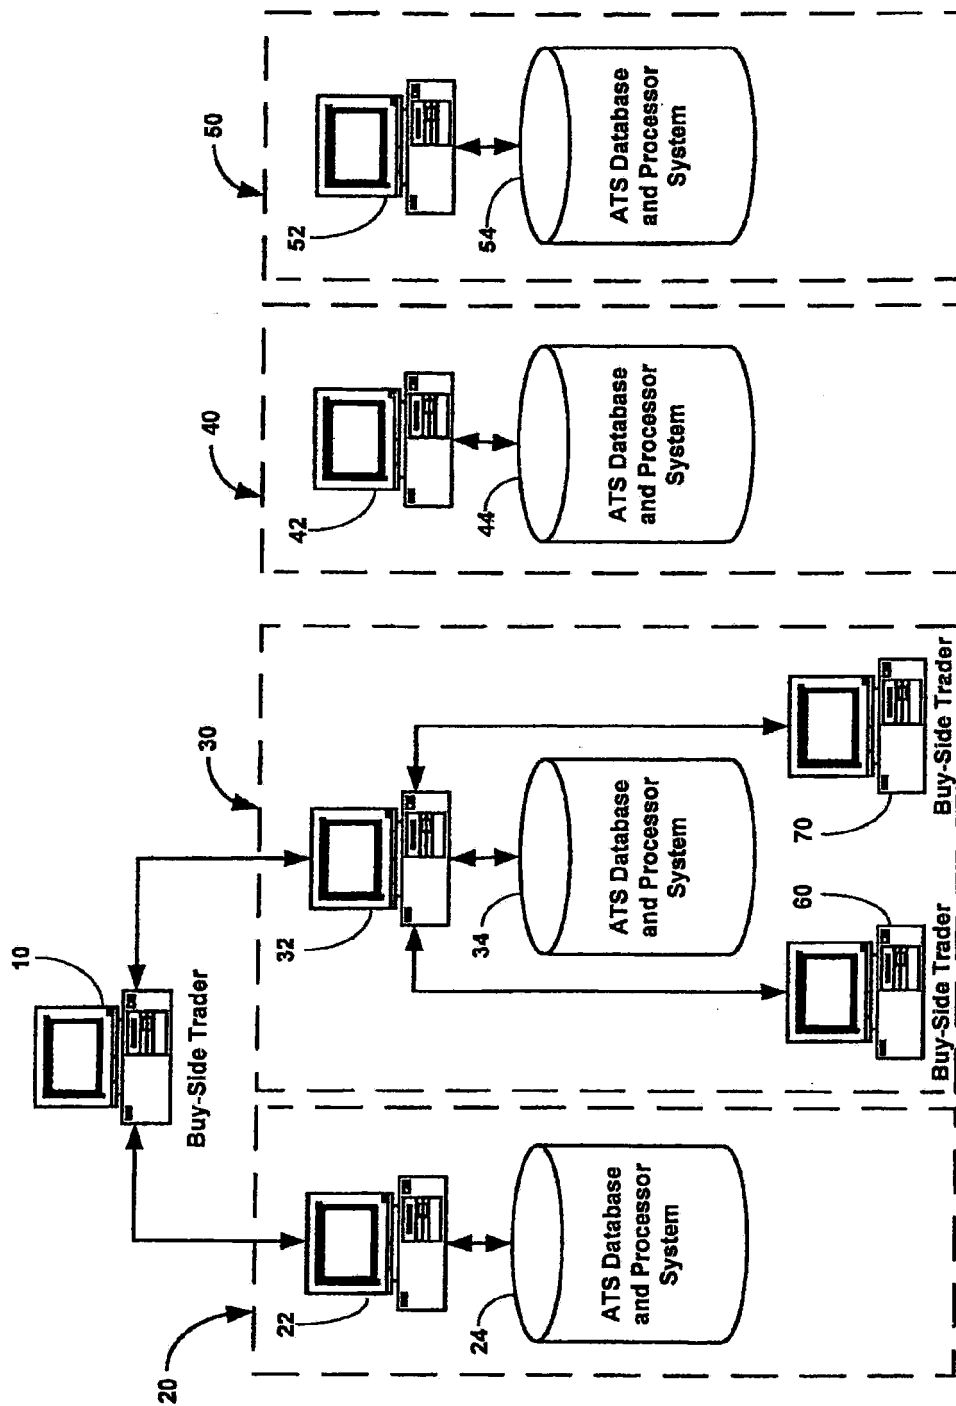 10
Buy-Side Trader
20
30
40
50
22
32
42
52
24
34
44
54
ATS Database
and Processor
System
ATS Database
and Processor
System
ATS Database
and Processor
System
ATS Database
and Processor
System
60
70
Buy-Side Trader
Buy-Side Trader